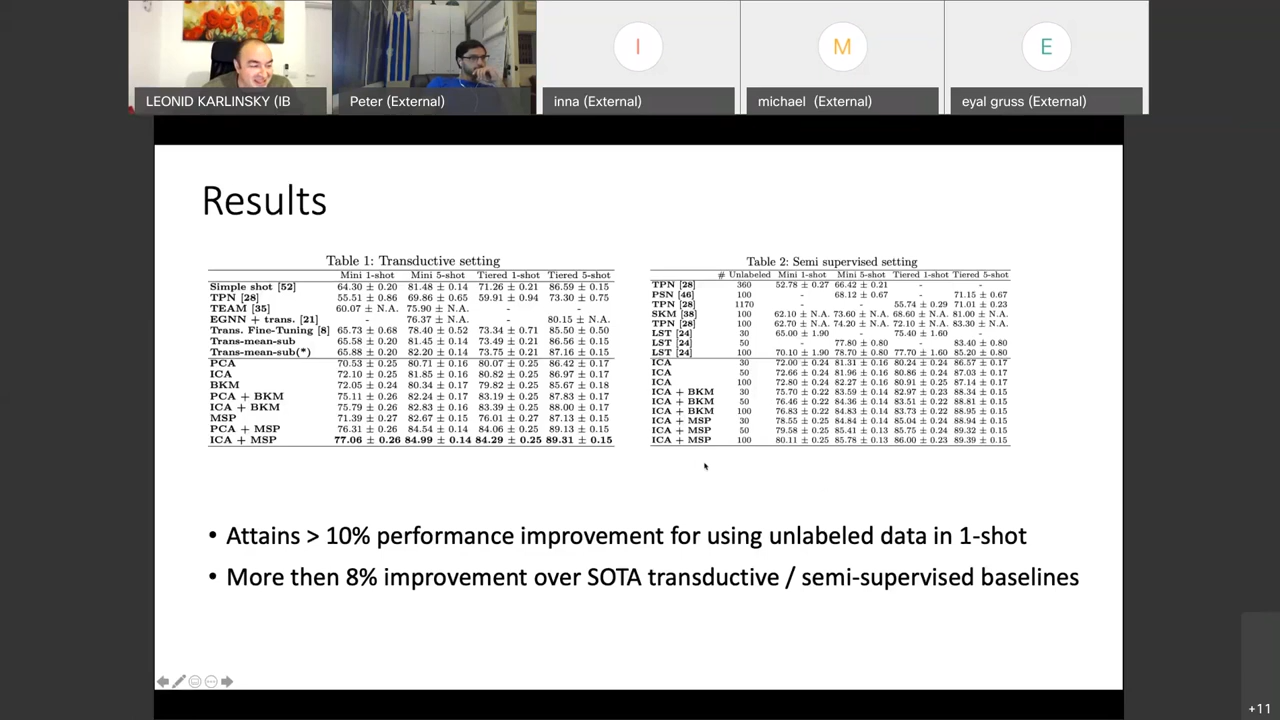 LEONID KARLINSKY (IB
Peter (External)
I
inna (External)
M
michael (External)
E
eyal gruss (External)
Results
Table 1: Transductive setting
Mini 1-shot Mini 5-shot Tiered 1-shot Tiered 5-shot
Simple shot [52] 64.30 ± 0.20 81.48 ± 0.14 71.26 ± 0.21 86.59 ± 0.15
TPN [28] 55.51 ± 0.86 69.86 ± 0.65 59.91 ± 0.94 73.30 ± 0.75
TEAM [35] 60.07 ± N.A. 75.90 ± N.A. - -
EGNN + trans. [21] - 76.37 ± N.A. - 80.15 ± N.A.
Trans. Fine-Tuning [8] 65.73 ± 0.68 78.40 ± 0.52 73.34 ± 0.71 85.50 ± 0.50
Trans-mean-sub 65.58 ± 0.20 81.45 ± 0.14 73.49 ± 0.21 86.56 ± 0.15
Trans-mean-sub(*) 65.88 ± 0.20 82.20 ± 0.14 73.75 ± 0.21 87.16 ± 0.15
PCA 70.53 ± 0.25 80.71 ± 0.16 80.07 ± 0.25 86.42 ± 0.17
ICA 72.10 ± 0.25 81.85 ± 0.16 80.82 ± 0.25 86.97 ± 0.17
BKM 72.05 ± 0.24 80.34 ± 0.17 79.82 ± 0.25 85.67 ± 0.18
PCA + BKM 75.11 ± 0.26 82.24 ± 0.17 83.19 ± 0.25 87.83 ± 0.17
ICA + BKM 75.79 ± 0.26 82.83 ± 0.16 83.39 ± 0.25 88.00 ± 0.17
MSP 71.39 ± 0.27 82.67 ± 0.15 76.01 ± 0.27 87.13 ± 0.15
PCA + MSP 76.31 ± 0.26 84.54 ± 0.14 84.06 ± 0.25 89.13 ± 0.15
ICA + MSP 77.06 ± 0.26 84.99 ± 0.14 84.29 ± 0.25 89.31 ± 0.15
Table 2: Semi supervised setting
# Unlabeled Mini 1-shot Mini 5-shot Tiered 1-shot Tiered 5-shot
TPN [28] 360 52.78 ± 0.27 66.42 ± 0.21 - -
PSN [46] 100 - 68.12 ± 0.67 - 71.15 ± 0.67
TPN [28] 1170 - - 55.74 ± 0.29 71.01 ± 0.23
SKM [38] 100 62.10 ± N.A. 73.60 ± N.A. 68.60 ± N.A. 81.00 ± N.A.
TPN [28] 100 62.70 ± N.A. 74.20 ± N.A. 72.10 ± N.A. 83.30 ± N.A.
LST [24] 30 65.00 ± 1.90 - 75.40 ± 1.60 -
LST [24] 50 - 77.80 ± 0.80 - 83.40 ± 0.80
LST [24] 100 70.10 ± 1.90 78.70 ± 0.80 77.70 ± 1.60 85.20 ± 0.80
ICA 30 72.00 ± 0.24 81.31 ± 0.16 80.24 ± 0.24 86.57 ± 0.17
ICA 50 72.66 ± 0.24 81.96 ± 0.16 80.86 ± 0.24 87.03 ± 0.17
ICA 100 72.80 ± 0.24 82.27 ± 0.16 80.91 ± 0.25 87.14 ± 0.17
ICA + BKM 30 75.70 ± 0.22 83.59 ± 0.14 82.97 ± 0.23 88.34 ± 0.15
ICA + BKM 50 76.46 ± 0.22 84.36 ± 0.14 83.51 ± 0.22 88.81 ± 0.15
ICA + BKM 100 76.83 ± 0.22 84.83 ± 0.14 83.73 ± 0.22 88.95 ± 0.15
ICA + MSP 30 78.55 ± 0.25 84.84 ± 0.14 85.04 ± 0.24 88.94 ± 0.15
ICA + MSP 50 79.58 ± 0.25 85.41 ± 0.13 85.75 ± 0.24 89.32 ± 0.15
ICA + MSP 100 80.11 ± 0.25 85.78 ± 0.13 86.00 ± 0.23 89.39 ± 0.15
• Attains > 10% performance improvement for using unlabeled data in 1-shot
• More then 8% improvement over SOTA transductive / semi-supervised baselines
+11